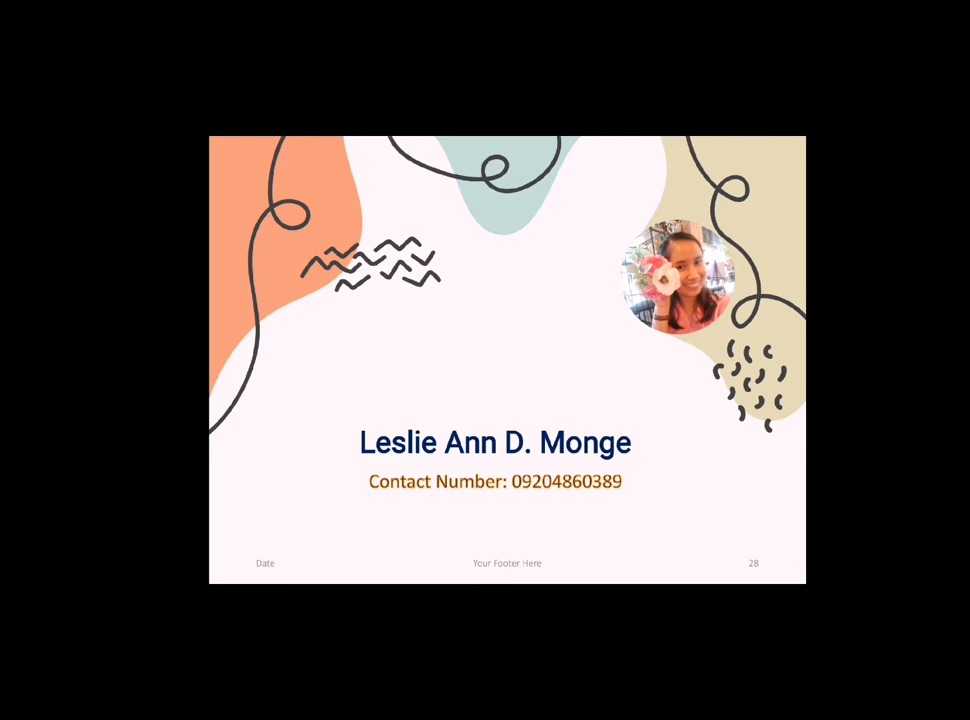 Leslie Ann D. Monge
Contact Number: 09204860389
Date
Your Footer Here
28